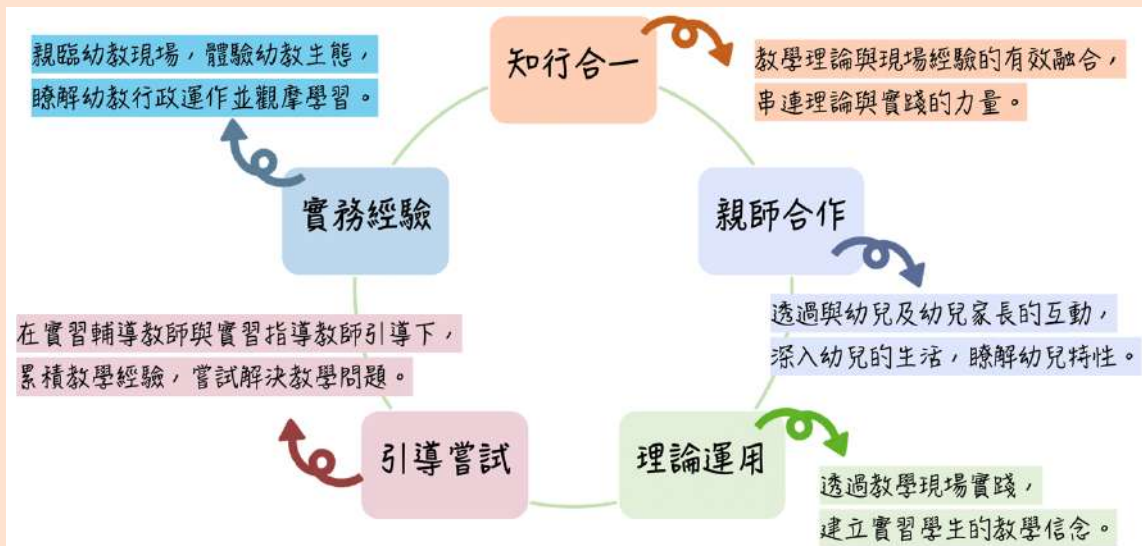 知行合一
教學理論與現場經驗的有效融合，
串連理論與實踐的力量。
親師合作
透過與幼兒及幼兒家長的互動，
深入幼兒的生活，瞭解幼兒特性。
理論運用
透過教學現場實踐，
建立實習學生的教學信念。
引導嘗試
在實習輔導教師與實習指導教師引導下，
累積教學經驗，嘗試解決教學問題。
實務經驗
親臨幼教現場，體驗幼教生態，
瞭解幼教行政運作並觀摩學習。